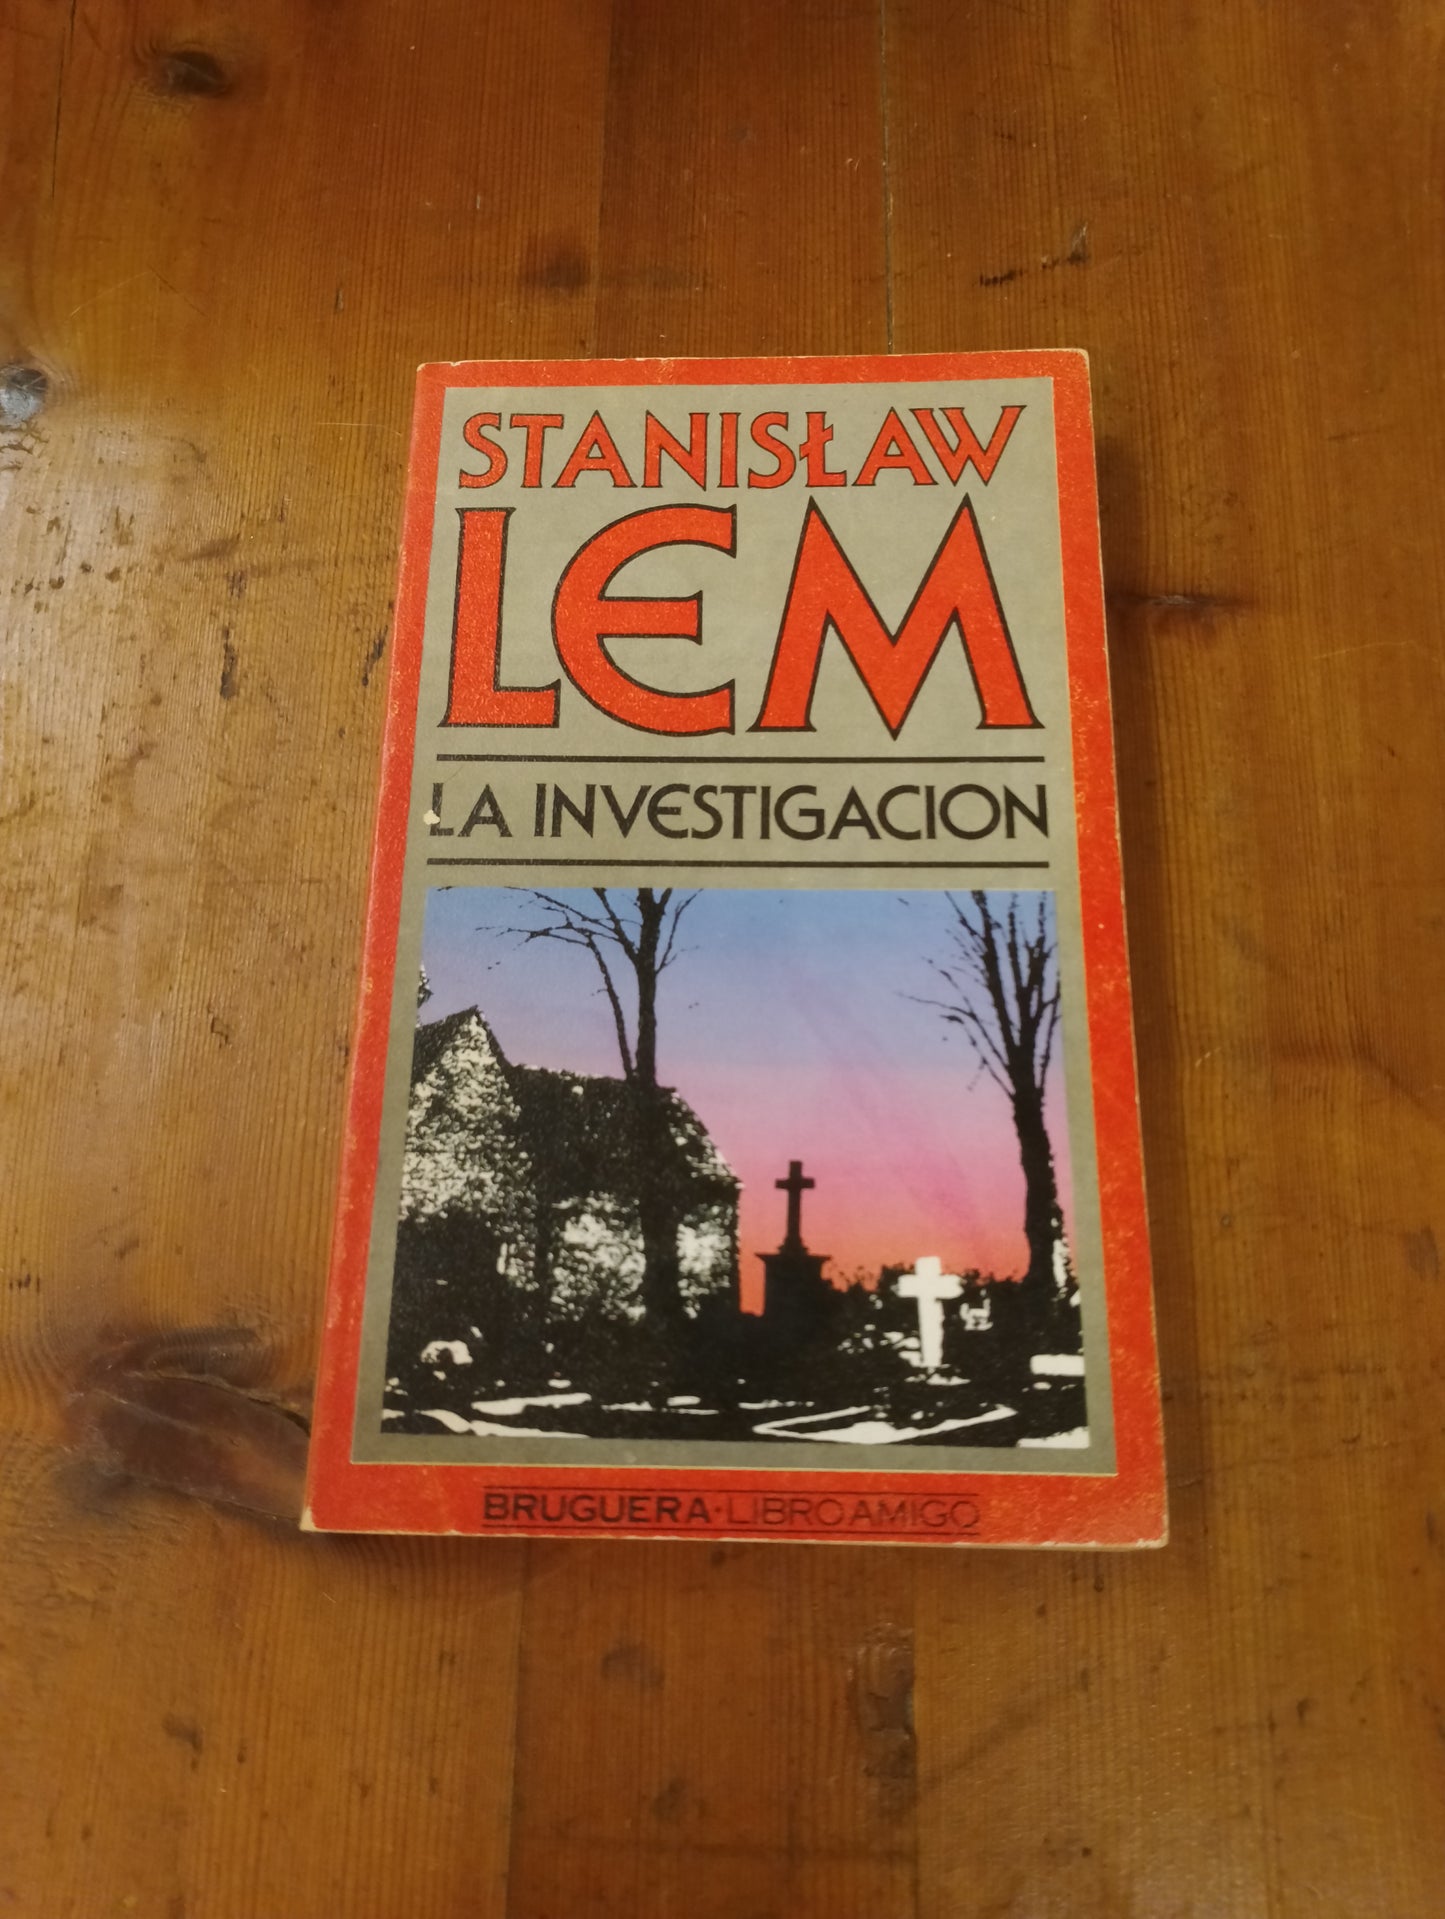 STANISŁAW
LEM
LA INVESTIGACION
BRUGUERA·LIBRO AMIGO